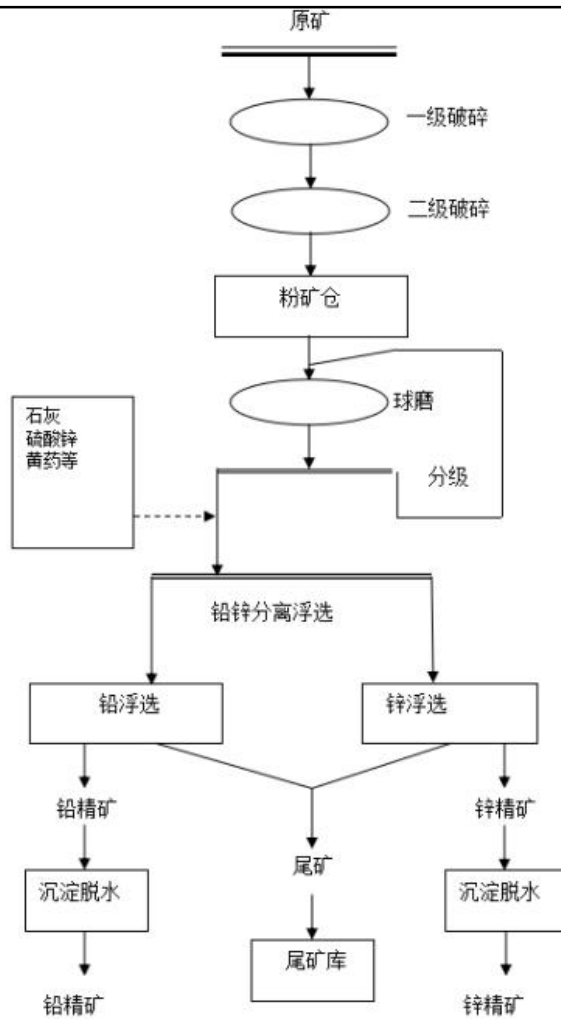 原矿
一级破碎
二级破碎
粉矿仓
球磨
石灰
硫酸锌
黄药等
分级
铅锌分离浮选
铅浮选
锌浮选
铅精矿
锌精矿
尾矿
沉淀脱水
沉淀脱水
尾矿库
铅精矿
锌精矿